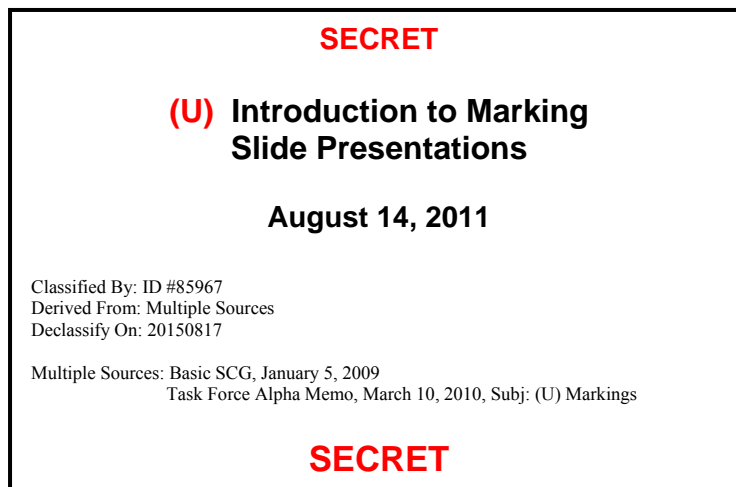 SECRET
(U) Introduction to Marking
Slide Presentations
August 14, 2011
Classified By: ID #85967
Derived From: Multiple Sources
Declassify On: 20150817
Multiple Sources: Basic SCG, January 5, 2009
Task Force Alpha Memo, March 10, 2010, Subj: (U) Markings
SECRET